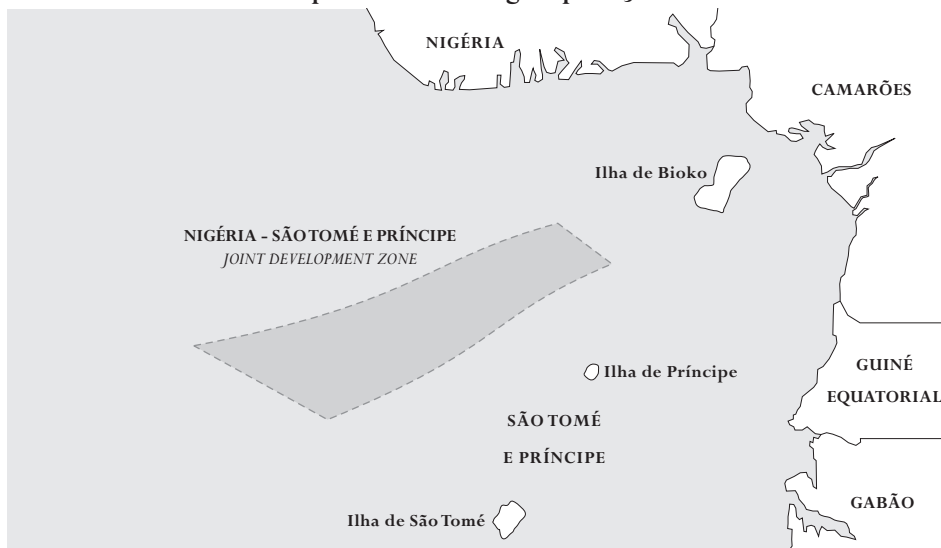 NIGÉRIA
CAMARÕES
Ilha de Bioko
NIGÉRIA - SÃO TOMÉ E PRÍNCIPE
JOINT DEVELOPMENT ZONE
Ilha de Príncipe
GUINÉ
EQUATORIAL
SÃO TOMÉ
E PRÍNCIPE
GABÃO
Ilha de São Tomé